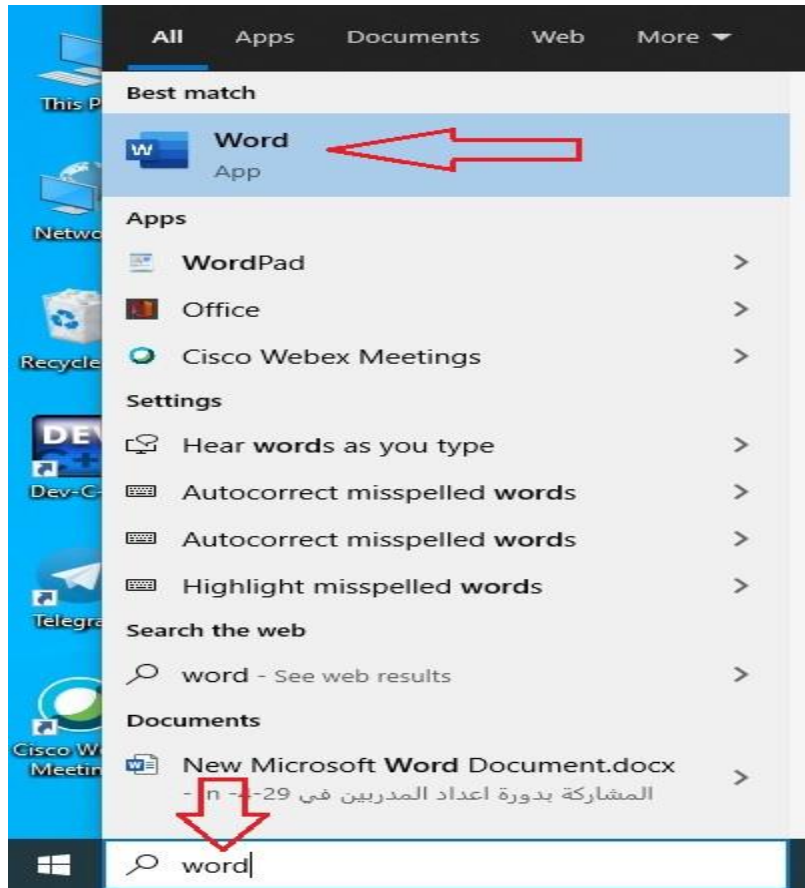 All Apps Documents Web More
This P
Best match
Word
App
Netwo
Apps
WordPad
Office
Recycle
Cisco Webex Meetings
Settings
DEV
C++
Dev-C-
Hear words as you type
Autocorrect misspelled words
Autocorrect misspelled words
Highlight misspelled words
Telegra
Search the web
word - See web results
Documents
Cisco W
Meetin
New Microsoft Word Document.docx
المشاركة بدورة اعداد المدربين في 29-4- In -
word